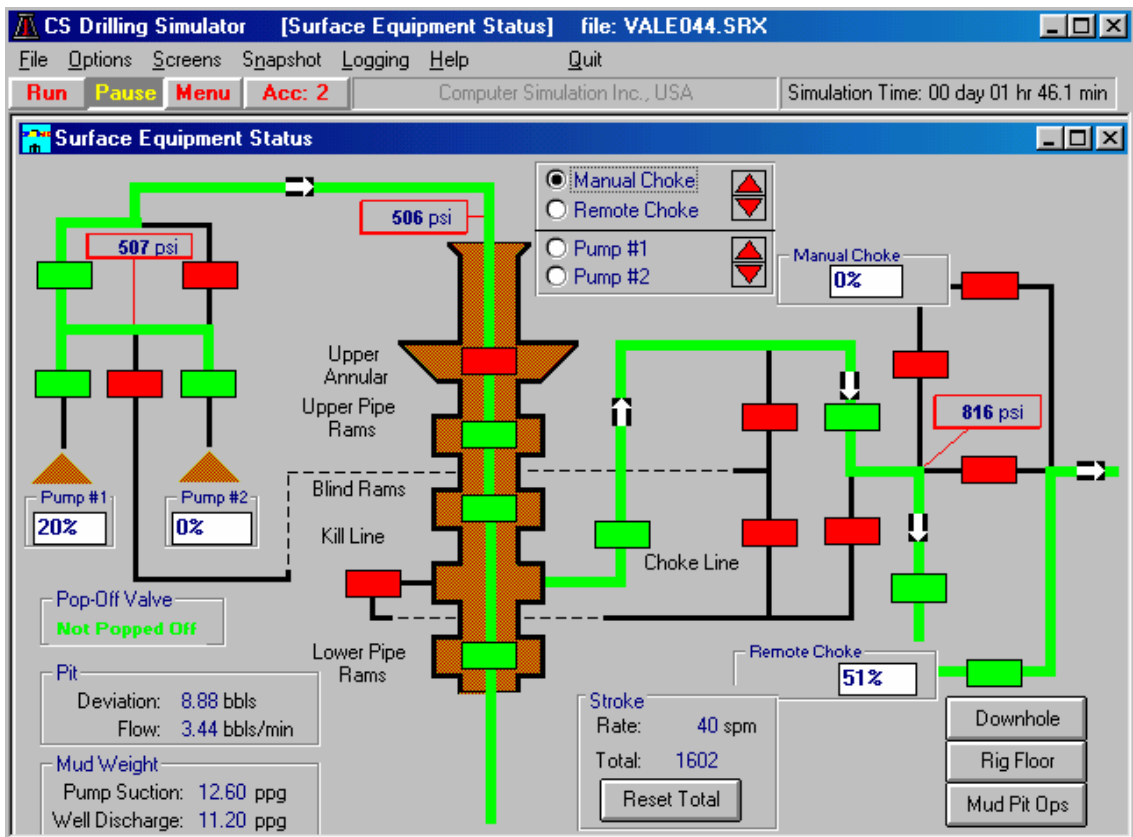 CS Drilling Simulator [Surface Equipment Status] file: VALE044.SRX
File Options Screens Snapshot Logging Help Quit
Run Pause Menu Acc: 2 Computer Simulation Inc., USA Simulation Time: 00 day 01 hr 46.1 min
Surface Equipment Status
506 psi
507 psi
Manual Choke
Remote Choke
Pump #1
Pump #2
Manual Choke
0%
Upper
Annular
Upper Pipe
Rams
816 psi
Blind Rams
Kill Line
Choke Line
Pump #1
20%
Pump #2
0%
Pop-Off Valve
Not Popped Off
Lower Pipe
Rams
Remote Choke
51%
Pit
Deviation: 8.88 bbls
Flow: 3.44 bbls/min
Stroke
Rate: 40 spm
Total: 1602
Reset Total
Downhole
Rig Floor
Mud Pit Ops
Mud Weight
Pump Suction: 12.60 ppg
Well Discharge: 11.20 ppg